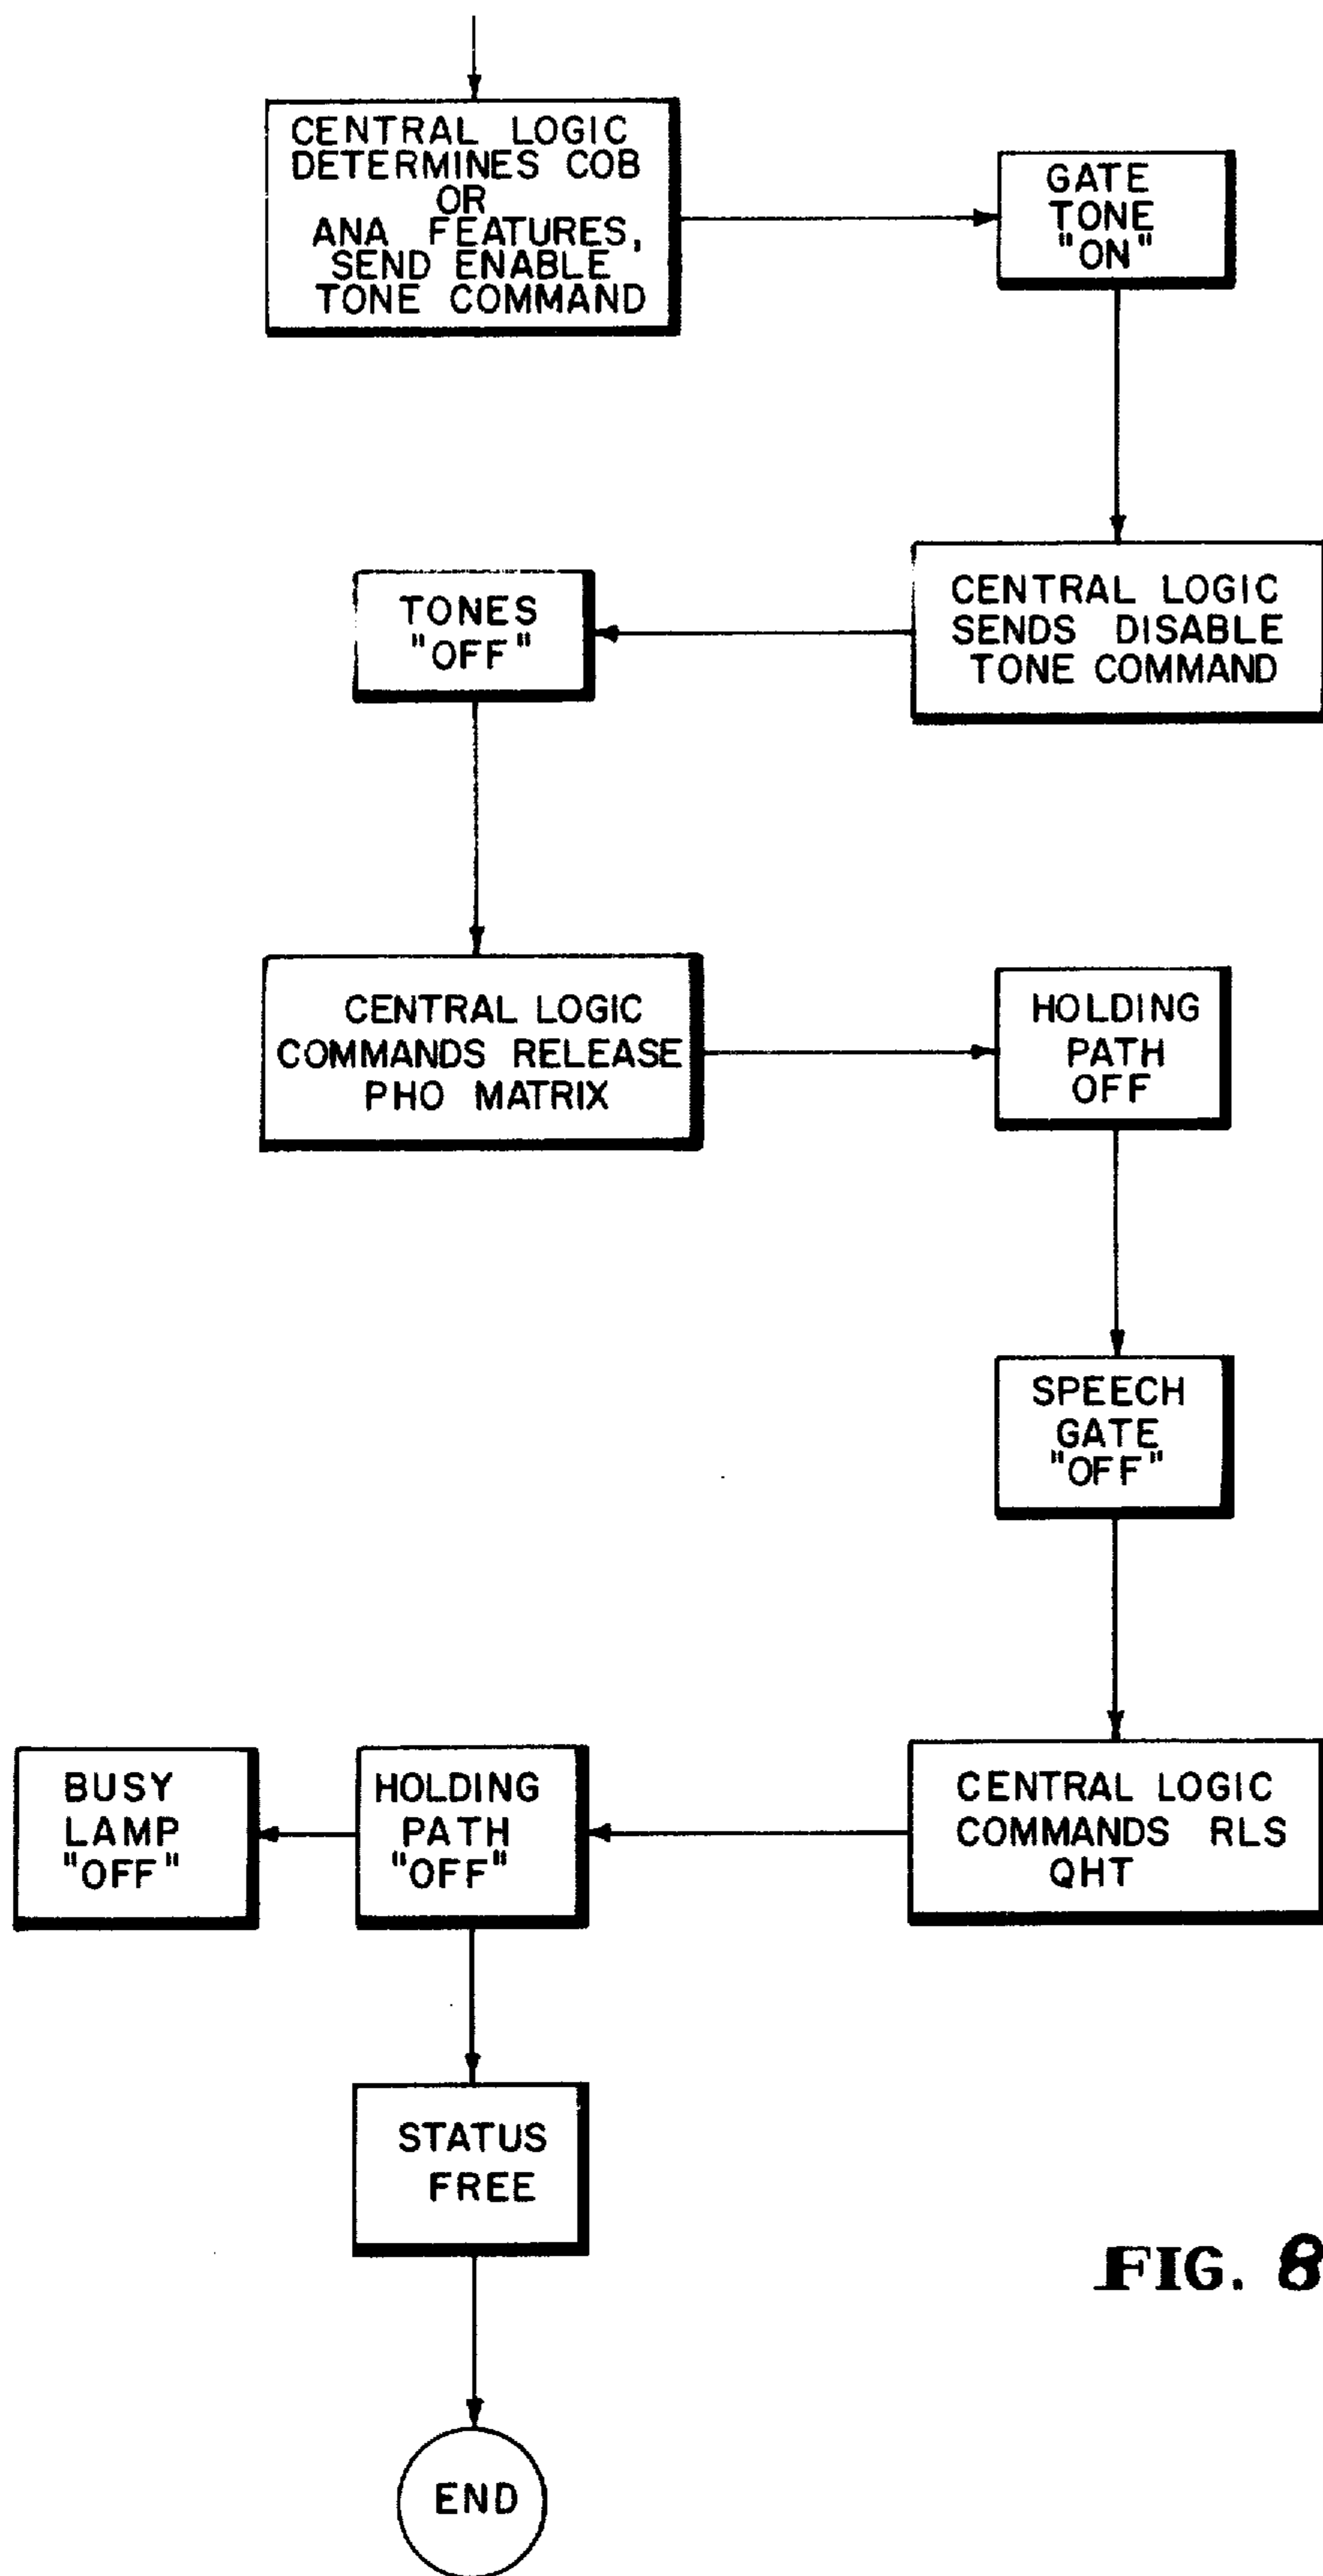 CENTRAL LOGIC
DETERMINES COB
OR
ANA FEATURES,
SEND ENABLE
TONE COMMAND
GATE
TONE
"ON"
CENTRAL LOGIC
SENDS DISABLE
TONE COMMAND
TONES
"OFF"
CENTRAL LOGIC
COMMANDS RELEASE
PHO MATRIX
HOLDING
PATH
OFF
SPEECH
GATE
"OFF"
CENTRAL LOGIC
COMMANDS RLS
QHT
HOLDING
PATH
"OFF"
BUSY
LAMP
"OFF"
STATUS
FREE
END
FIG. 8